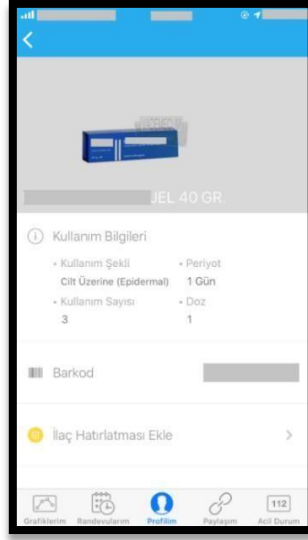 JEL 40 GR.
Kullanım Bilgileri
• Kullanım Şekli • Periyot
Cilt Üzerine (Epidermal) 1 Gün
• Kullanım Sayısı • Doz
3 1
Barkod
İlaç Hatırlatması Ekle
Grafiklerim Randevularım Profilim Paylaşım 112 Acil Durum